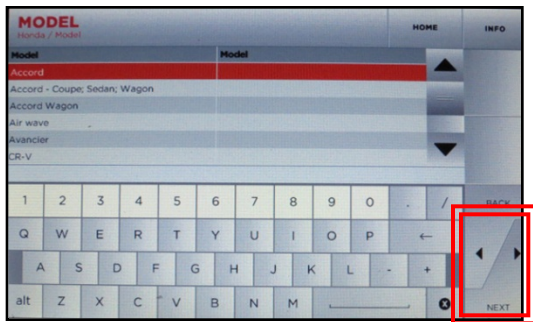 MODEL
Honda / Model
HOME
INFO
Model Model
Accord
Accord - Coupe; Sedan; Wagon
Accord Wagon
Air wave
Avancier
CR-V
1 2 3 4 5 6 7 8 9 0 . /
BACK
Q W E R T Y U I O P ←
A S D F G H J K L - +
alt Z X C V B N M
NEXT